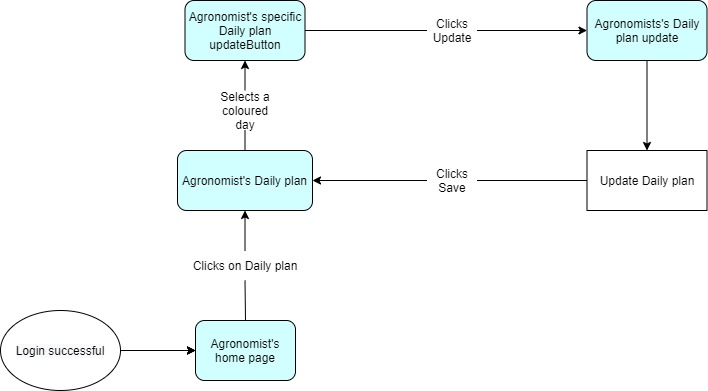 Agronomist's specific
Daily plan
updateButton
Clicks
Update
Agronomists's Daily
plan update
Selects a
coloured
day
Agronomist's Daily plan
Clicks
Save
Update Daily plan
Clicks on Daily plan
Login successful
Agronomist's
home page